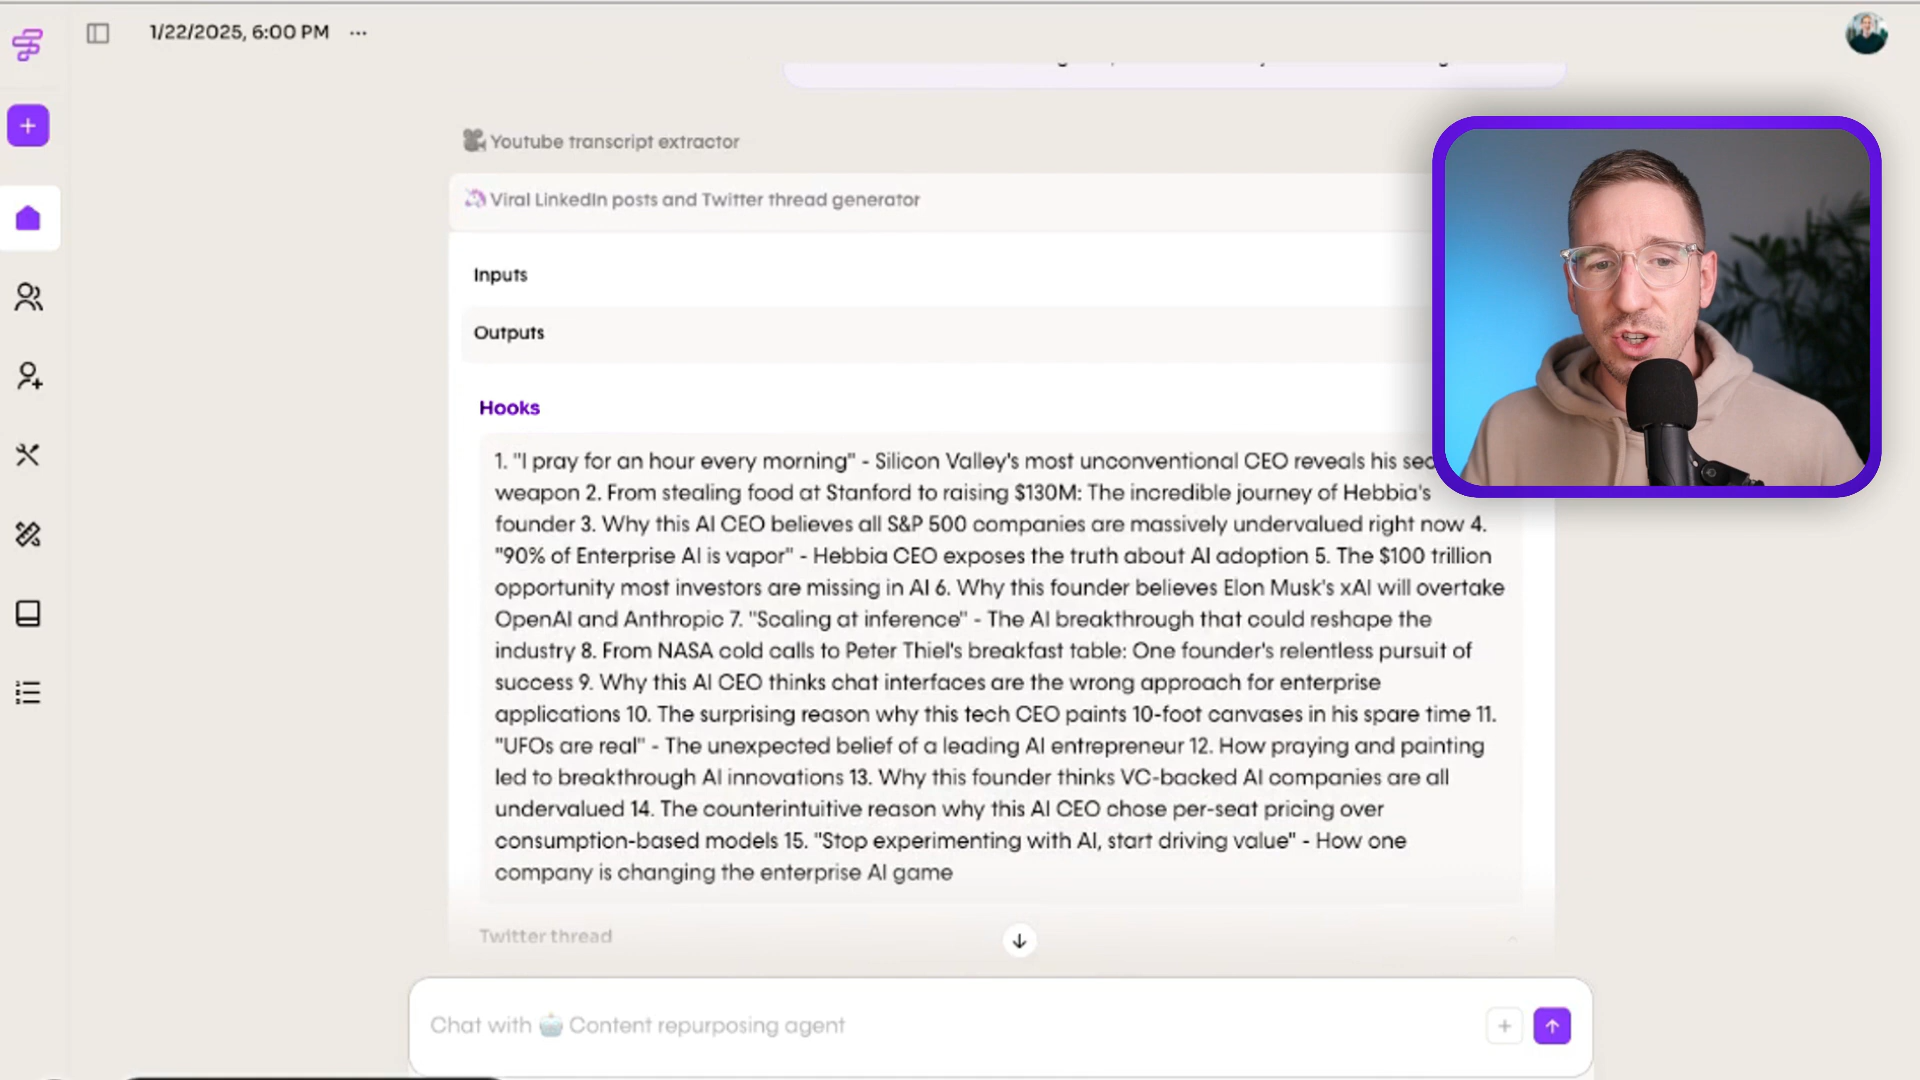 1/22/2025, 6:00 PM ...
Youtube transcript extractor
Viral LinkedIn posts and Twitter thread generator
Inputs
Outputs
Hooks
1. "I pray for an hour every morning" - Silicon Valley's most unconventional CEO reveals his
weapon 2. From stealing food at Stanford to raising $130M: The incredible journey of Hebbia's
founder 3. Why this AI CEO believes all S&P 500 companies are massively undervalued right now 4.
"90% of Enterprise AI is vapor" - Hebbia CEO exposes the truth about AI adoption 5. The $100 trillion
opportunity most investors are missing in AI 6. Why this founder believes Elon Musk's xAI will overtake
OpenAI and Anthropic 7. "Scaling at inference" - The AI breakthrough that could reshape the
industry 8. From NASA cold calls to Peter Thiel's breakfast table: One founder's relentless pursuit of
success 9. Why this AI CEO thinks chat interfaces are the wrong approach for enterprise
applications 10. The surprising reason why this tech CEO paints 10-foot canvases in his spare time 11.
"UFOs are real" - The unexpected belief of a leading AI entrepreneur 12. How praying and painting
led to breakthrough AI innovations 13. Why this founder thinks VC-backed AI companies are all
undervalued 14. The counterintuitive reason why this AI CEO chose per-seat pricing over
consumption-based models 15. "Stop experimenting with AI, start driving value" - How one
company is changing the enterprise AI game
Twitter thread
Chat with Content repurposing agent